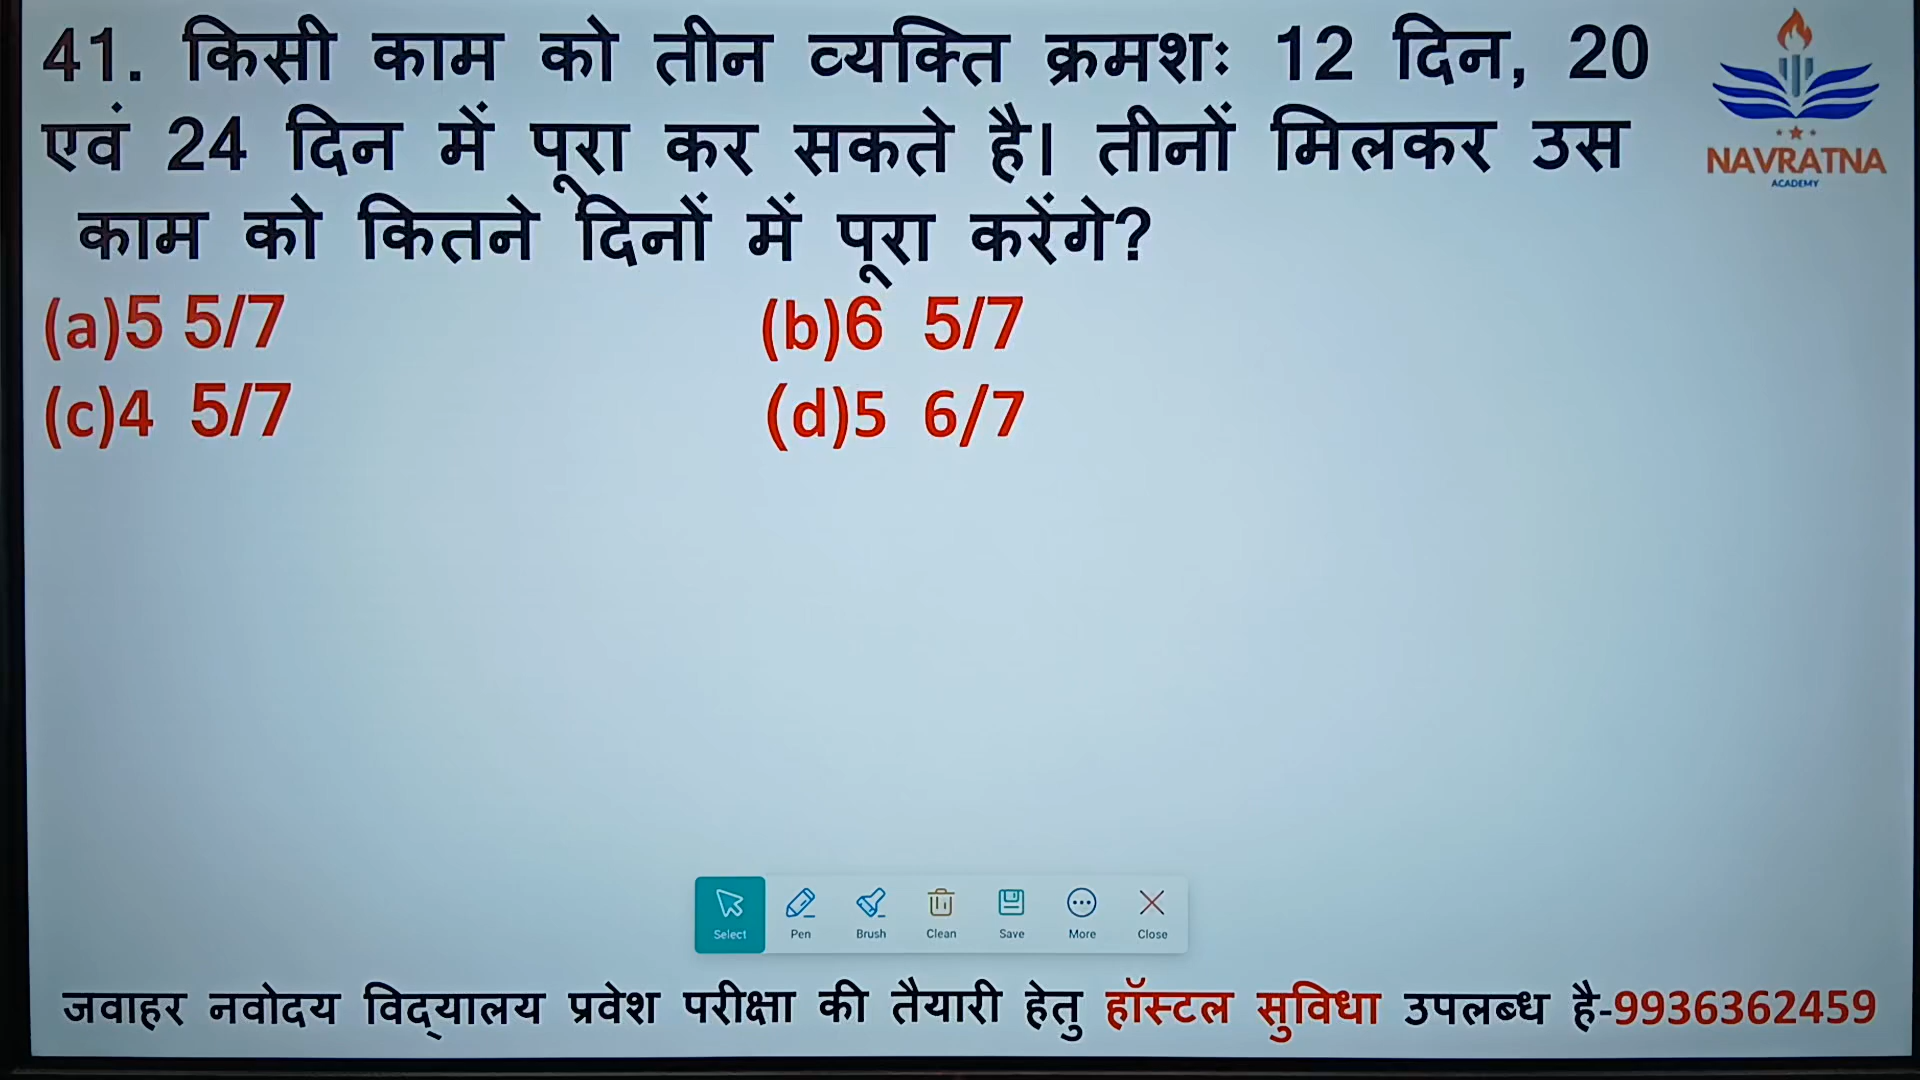 41. किसी काम को तीन व्यक्ति क्रमशः 12 दिन, 20
एवं 24 दिन में पूरा कर सकते है। तीनों मिलकर उस
काम को कितने दिनों में पूरा करेंगे?
(a)5 5/7 (b)6 5/7
(c)4 5/7 (d)5 6/7
NAVRATNA
ACADEMY
Select Pen Brush Clean Save More Close
जवाहर नवोदय विद्यालय प्रवेश परीक्षा की तैयारी हेतु हॉस्टल सुविधा उपलब्ध है-9936362459